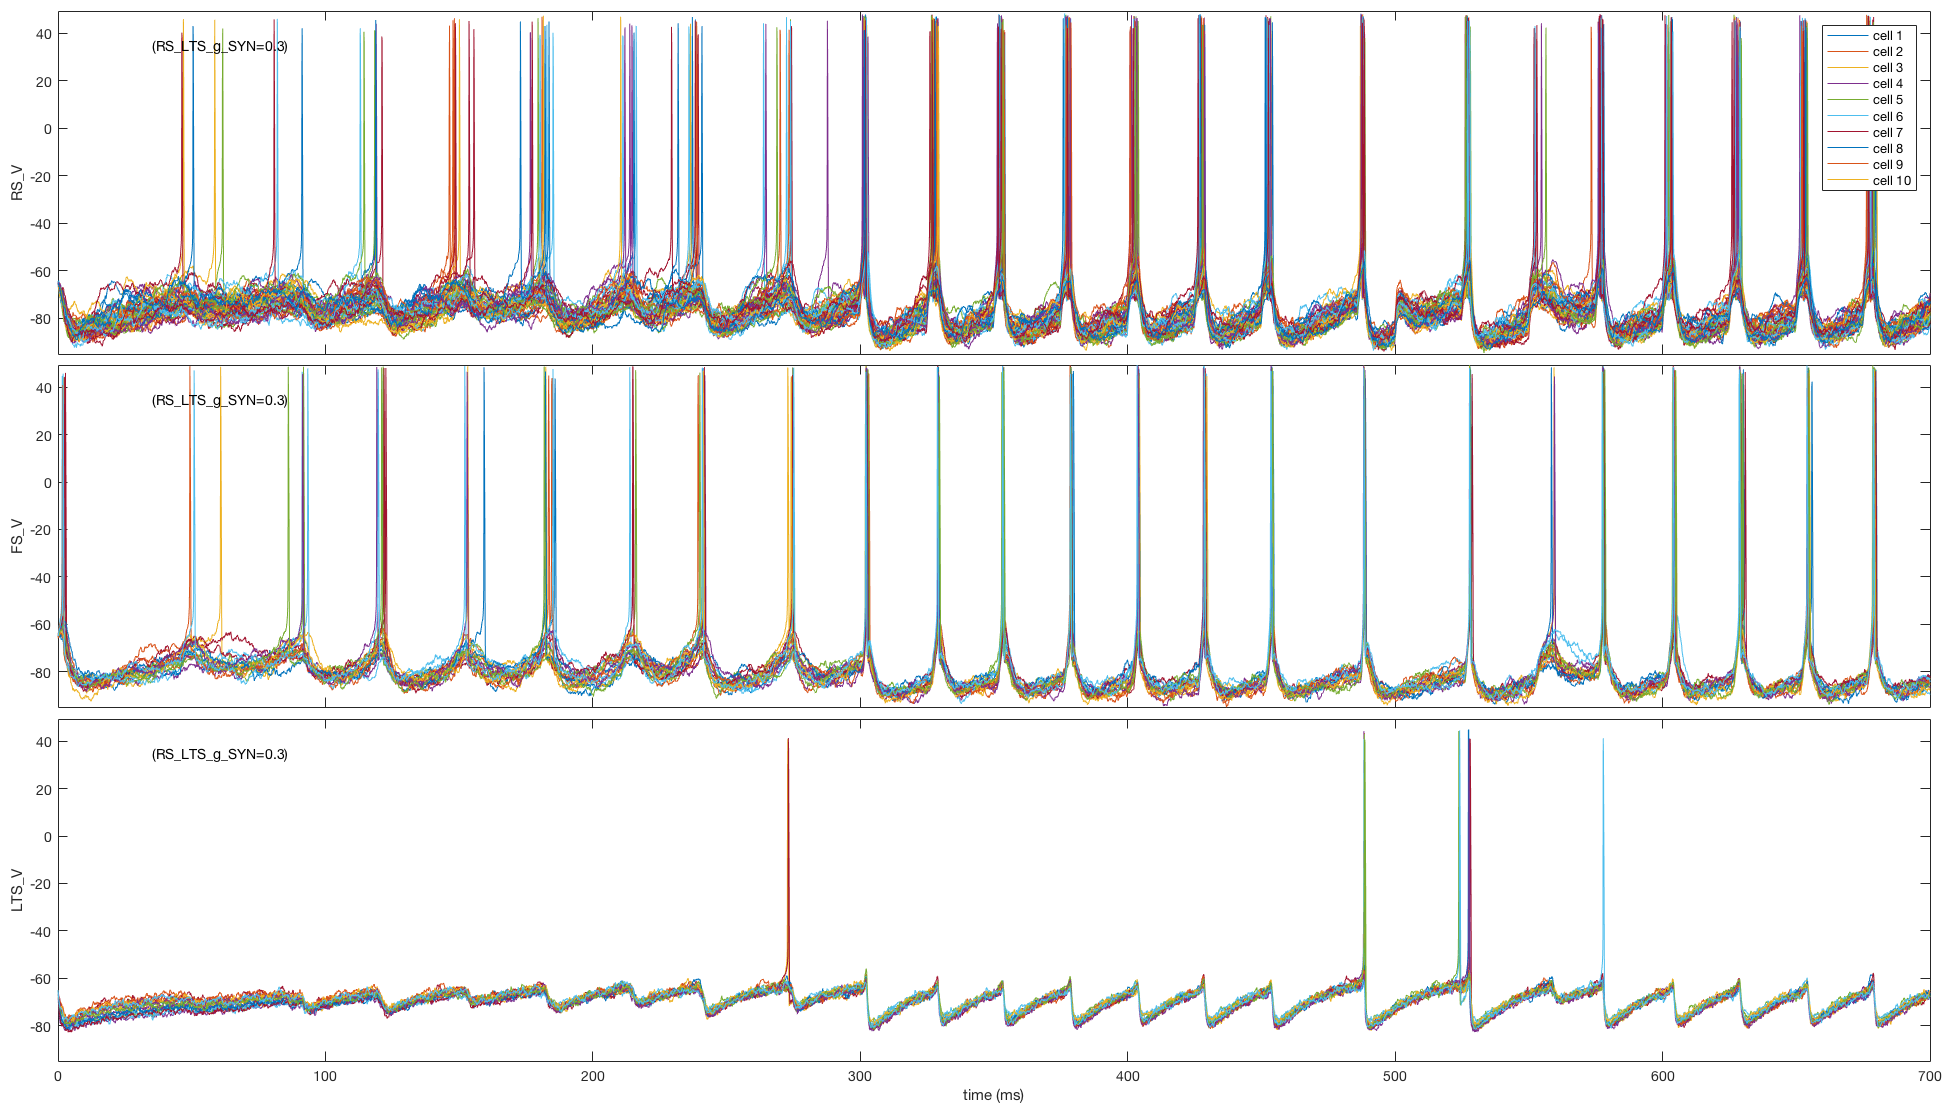 40
20
0
-20
-40
-60
-80
RS_V
(RS_LTS_g_SYN=0.3)
cell 1
cell 2
cell 3
cell 4
cell 5
cell 6
cell 7
cell 8
cell 9
cell 10
40
20
0
-20
-40
-60
-80
FS_V
(RS_LTS_g_SYN=0.3)
40
20
0
-20
-40
-60
-80
LTS_V
(RS_LTS_g_SYN=0.3)
0 100 200 300 400 500 600 700
time (ms)